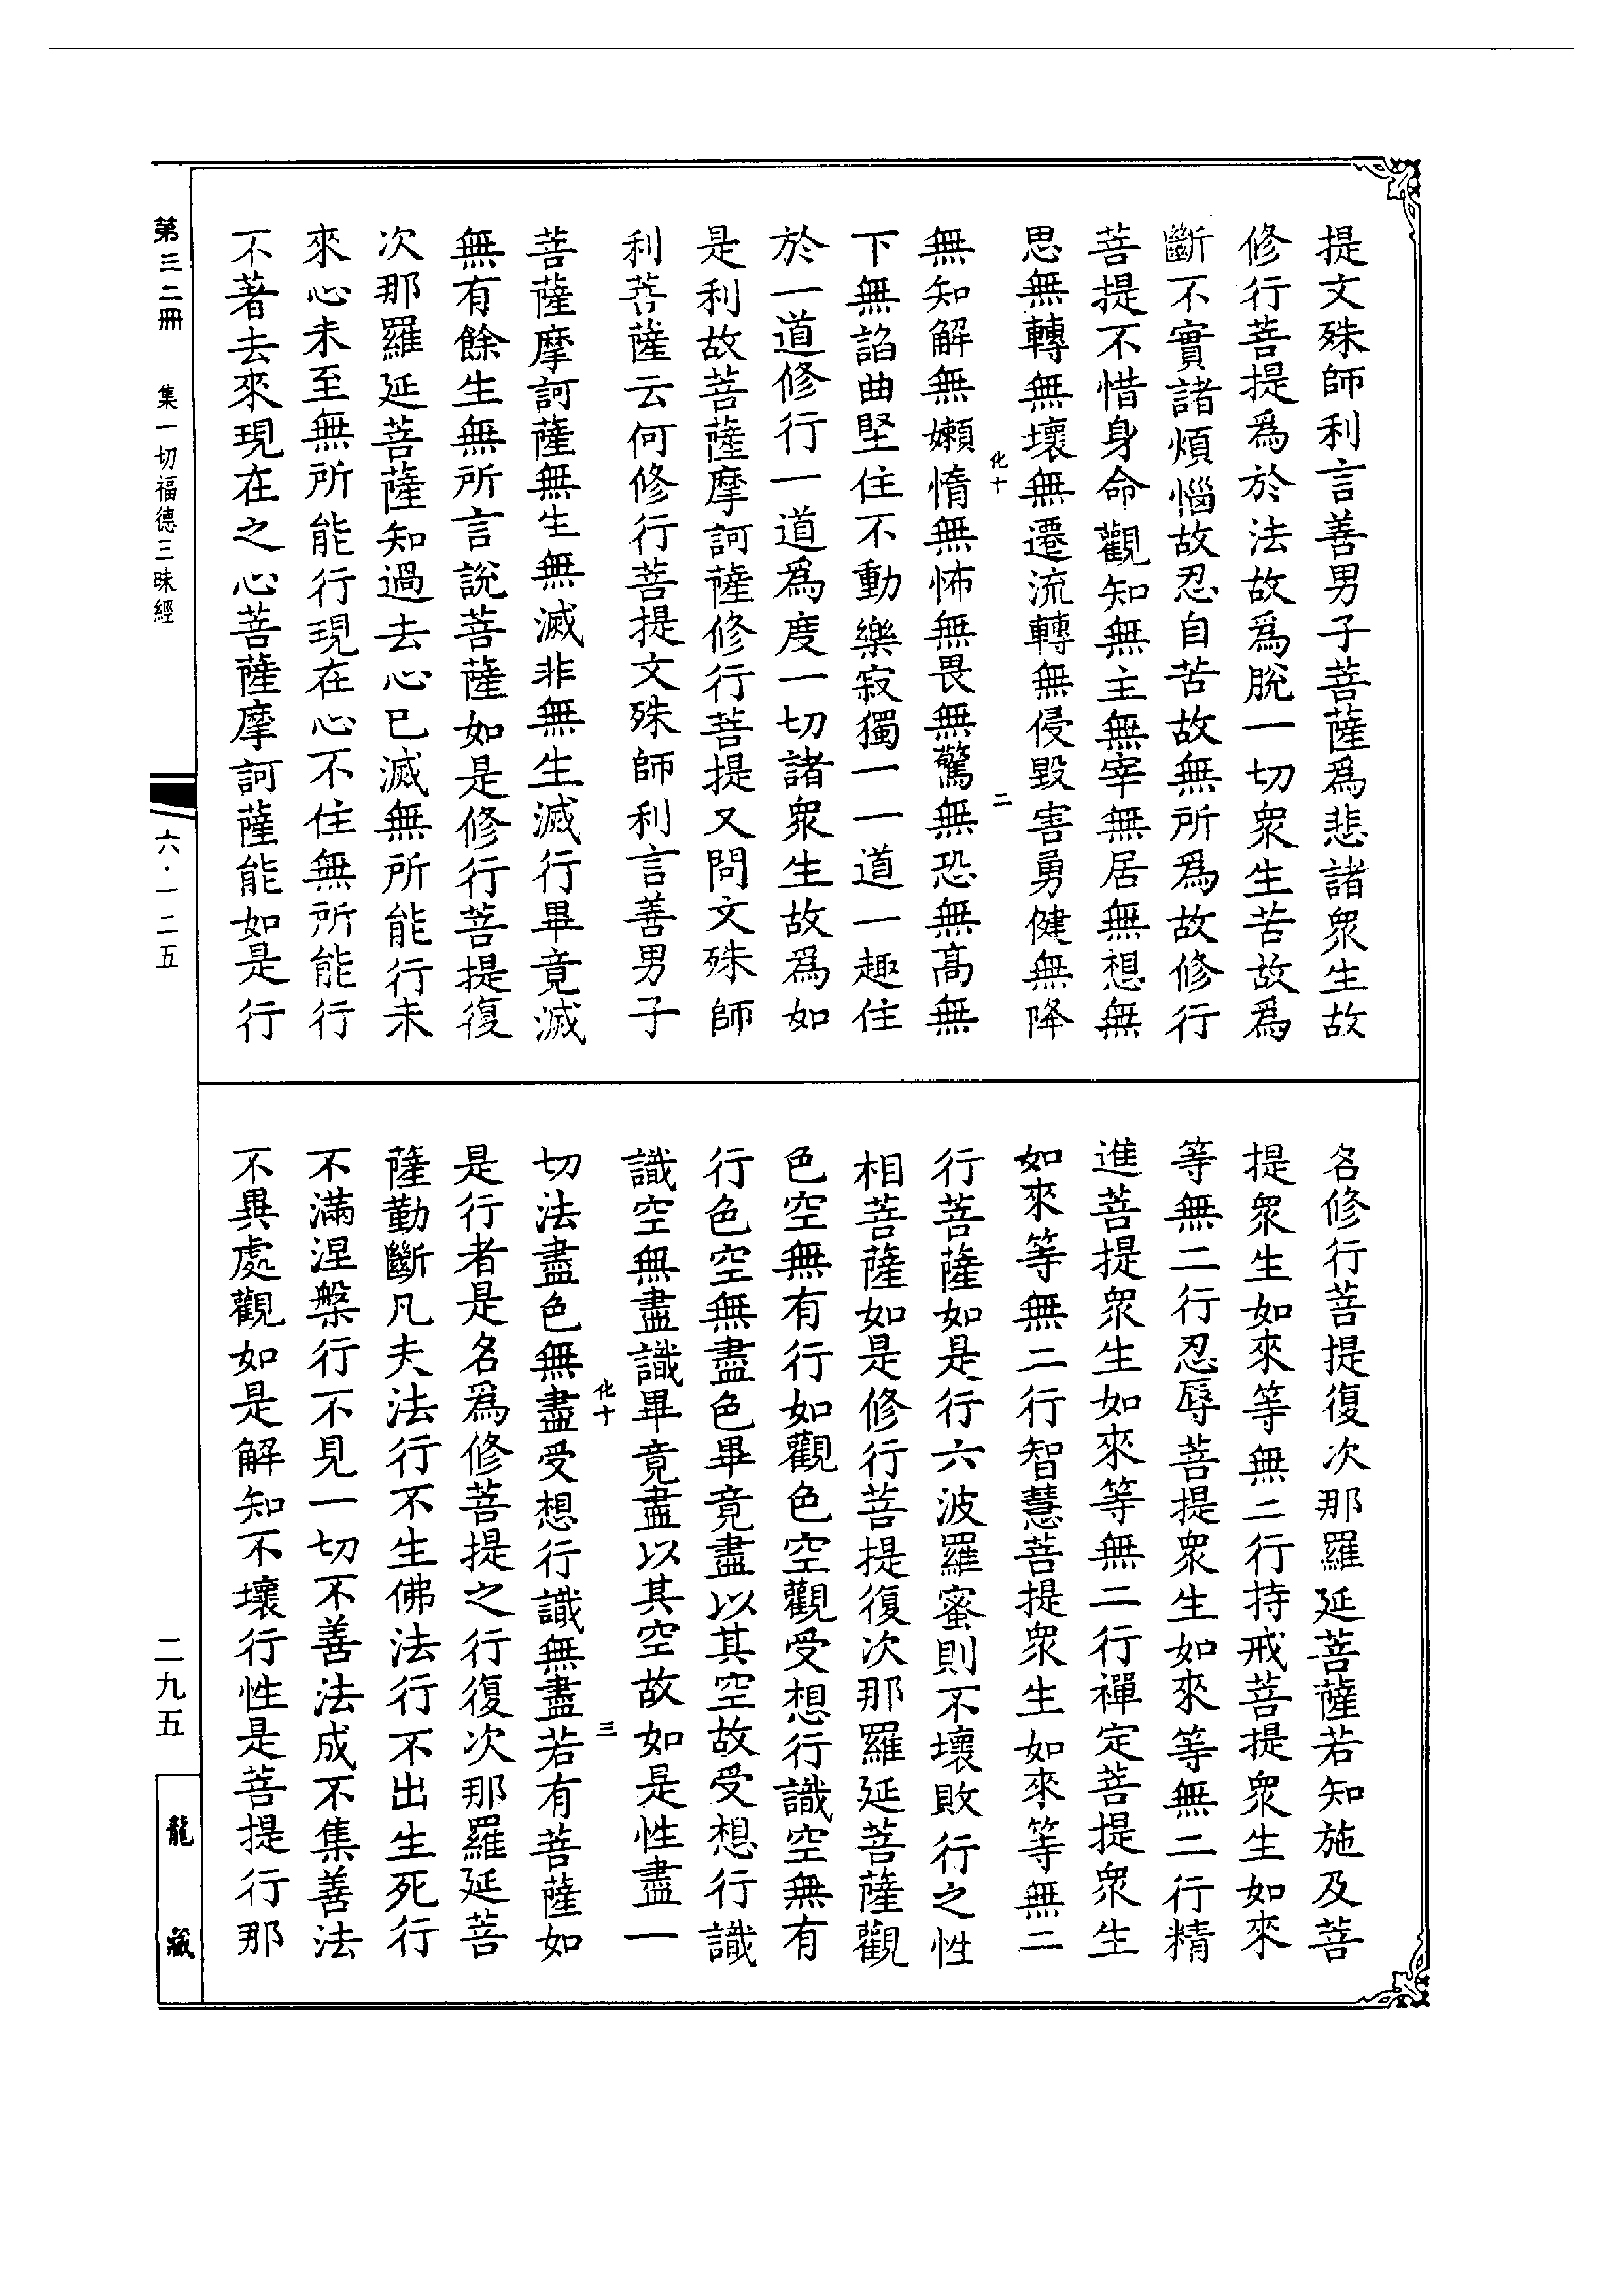 提文殊師利言善男子菩薩爲悲諸衆生故
修行菩提爲於法故爲脫一切衆生苦故爲
斷不實諸煩惱故忍自苦故無所爲故修行
菩提不惜身命觀知無主無宰無居無想無
思無轉無壞無遷流轉無侵毀害勇健無降
化十 二
無知解無嬾惰無怖無畏無驚無恐無高無
下無諂曲堅住不動樂寂獨一一道一趣住
於一道修行一道爲度一切諸衆生故爲如
是利故菩薩摩訶薩修行菩提又問文殊師
利菩薩云何修行菩提文殊師利言善男子
菩薩摩訶薩無生無滅非無生滅行畢竟滅
無有餘生無所言說菩薩如是修行菩提復
次那羅延菩薩知過去心已滅無所能行未
來心未至無所能行現在心不住無所能行
不著去來現在之心菩薩摩訶薩能如是行
名修行菩提復次那羅延菩薩若知施及菩
提衆生如來等無二行持戒菩提衆生如來
等無二行忍辱菩提衆生如來等無二行精
進菩提衆生如來等無二行禪定菩提衆生
如來等無二行智慧菩提衆生如來等無二
行菩薩如是行六波羅蜜則不壞敗行之性
相菩薩如是修行菩提復次那羅延菩薩觀
色空無有行如觀色空觀受想行識空無有
行色空無盡色畢竟盡以其空故受想行識
識空無盡識畢竟盡以其空故如是性盡一
化十 三
切法盡色無盡受想行識無盡若有菩薩如
是行者是名爲修菩提之行復次那羅延菩
薩勤斷凡夫法行不生佛法行不出生死行
不滿涅槃行不見一切不善法成不集善法
不異處觀如是解知不壞行性是菩提行那
第三二冊 集一切福德三昧經
六·一二五
二九五
龍藏